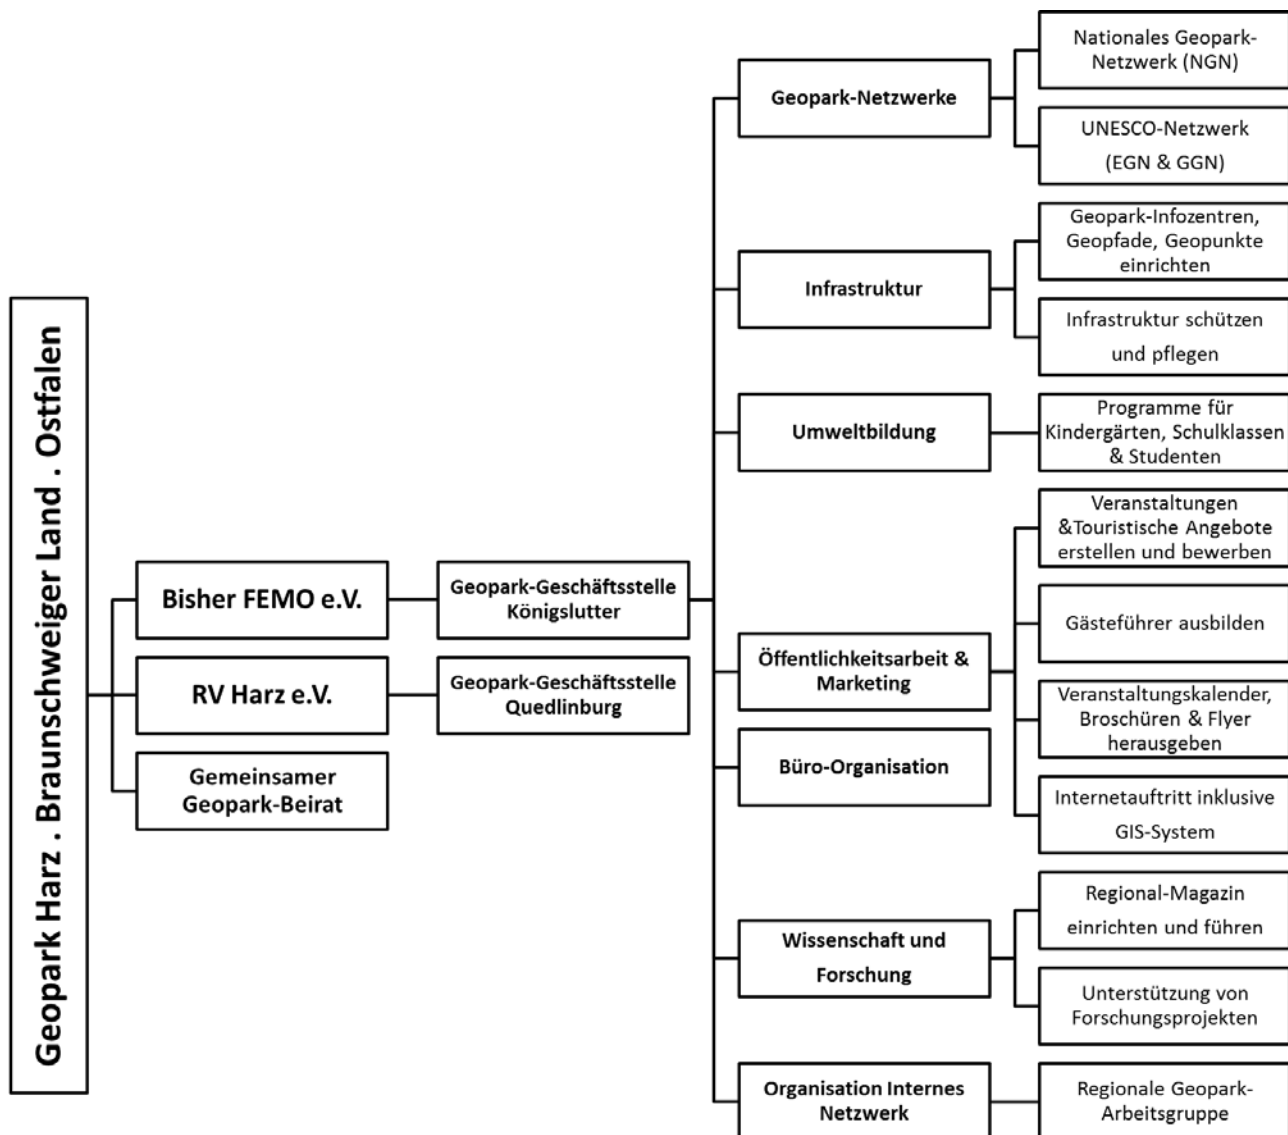 Geopark Harz . Braunschweiger Land . Ostfalen
Bisher FEMO e.V.
RV Harz e.V.
Gemeinsamer
Geopark-Beirat
Geopark-Geschäftsstelle
Königslutter
Geopark-Geschäftsstelle
Quedlinburg
Geopark-Netzwerke
Nationales Geopark-
Netzwerk (NGN)
UNESCO-Netzwerk
(EGN & GGN)
Infrastruktur
Geopark-Infozentren,
Geopfade, Geopunkte
einrichten
Infrastruktur schützen
und pflegen
Umweltbildung
Programme für
Kindergärten, Schulklassen
& Studenten
Öffentlichkeitsarbeit &
Marketing
Veranstaltungen
&Touristische Angebote
erstellen und bewerben
Gästeführer ausbilden
Veranstaltungskalender,
Broschüren & Flyer
herausgeben
Internetauftritt inklusive
GIS-System
Büro-Organisation
Wissenschaft und
Forschung
Regional-Magazin
einrichten und führen
Unterstützung von
Forschungsprojekten
Organisation Internes
Netzwerk
Regionale Geopark-
Arbeitsgruppe